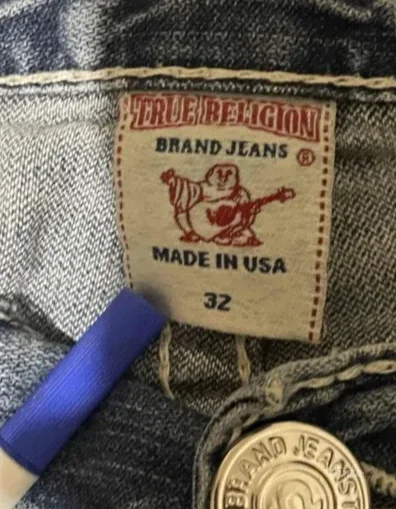 TRUE RELIGION
BRAND JEANS ®
MADE IN USA
32
BRAND JEANS